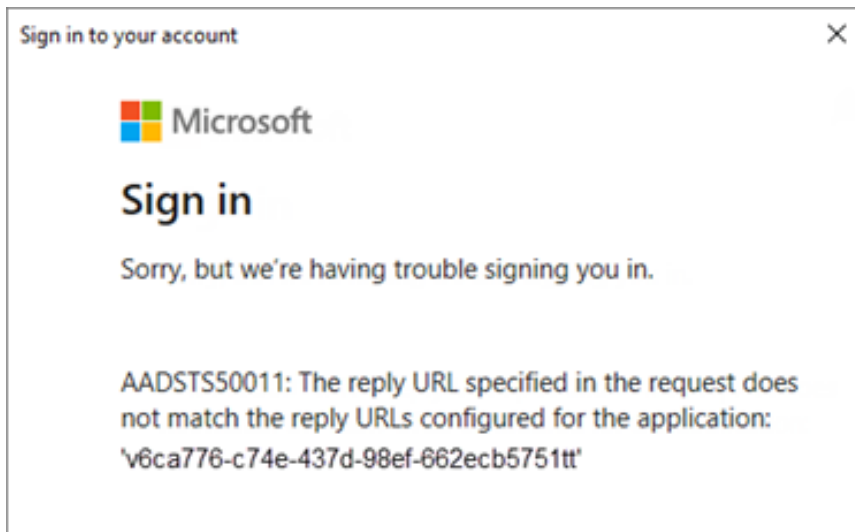 Sign in to your account
Microsoft
Sign in
Sorry, but we're having trouble signing you in.
AADSTS50011: The reply URL specified in the request does
not match the reply URLs configured for the application:
'v6ca776-c74e-437d-98ef-662ecb5751tt'